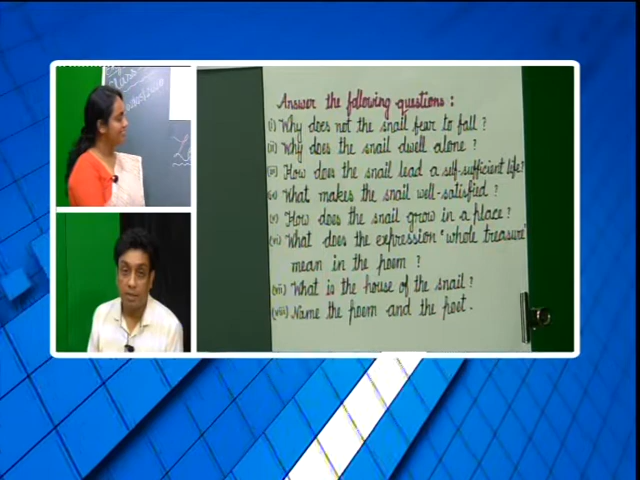 Class
Answer the following questions :
(i) Why does not the snail fear to fall ?
(ii) Why does the snail dwell alone ?
(iii) How does the snail lead a self-sufficient life?
(iv) What makes the snail well-satisfied ?
(v) How does the snail grow in a place ?
(vi) What does the expression 'whole treasure'
mean in the poem ?
(vii) What is the house of the snail ?
(viii) Name the poem and the poet.